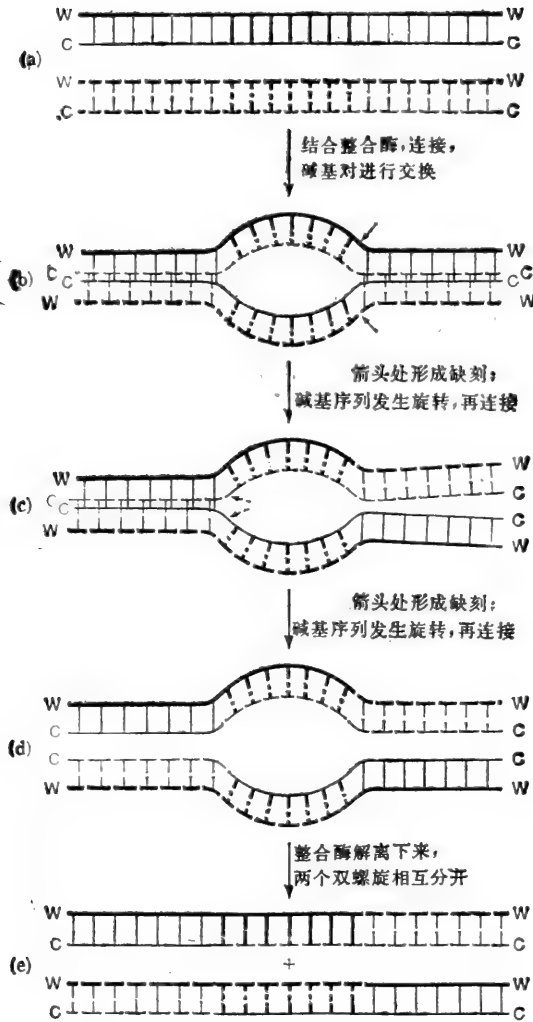 W W
(a)
C C
W W
C C
结合整合酶,连接,
碱基对进行交换
W W
(b) C C
C C
W W
箭头处形成缺刻;
碱基序列发生旋转,再连接
W W
(c) C C
C C
W W
箭头处形成缺刻;
碱基序列发生旋转,再连接
W W
C C
(d)
C C
W W
整合酶解离下来,
两个双螺旋相互分开
W W
C C
(e) +
W W
C C